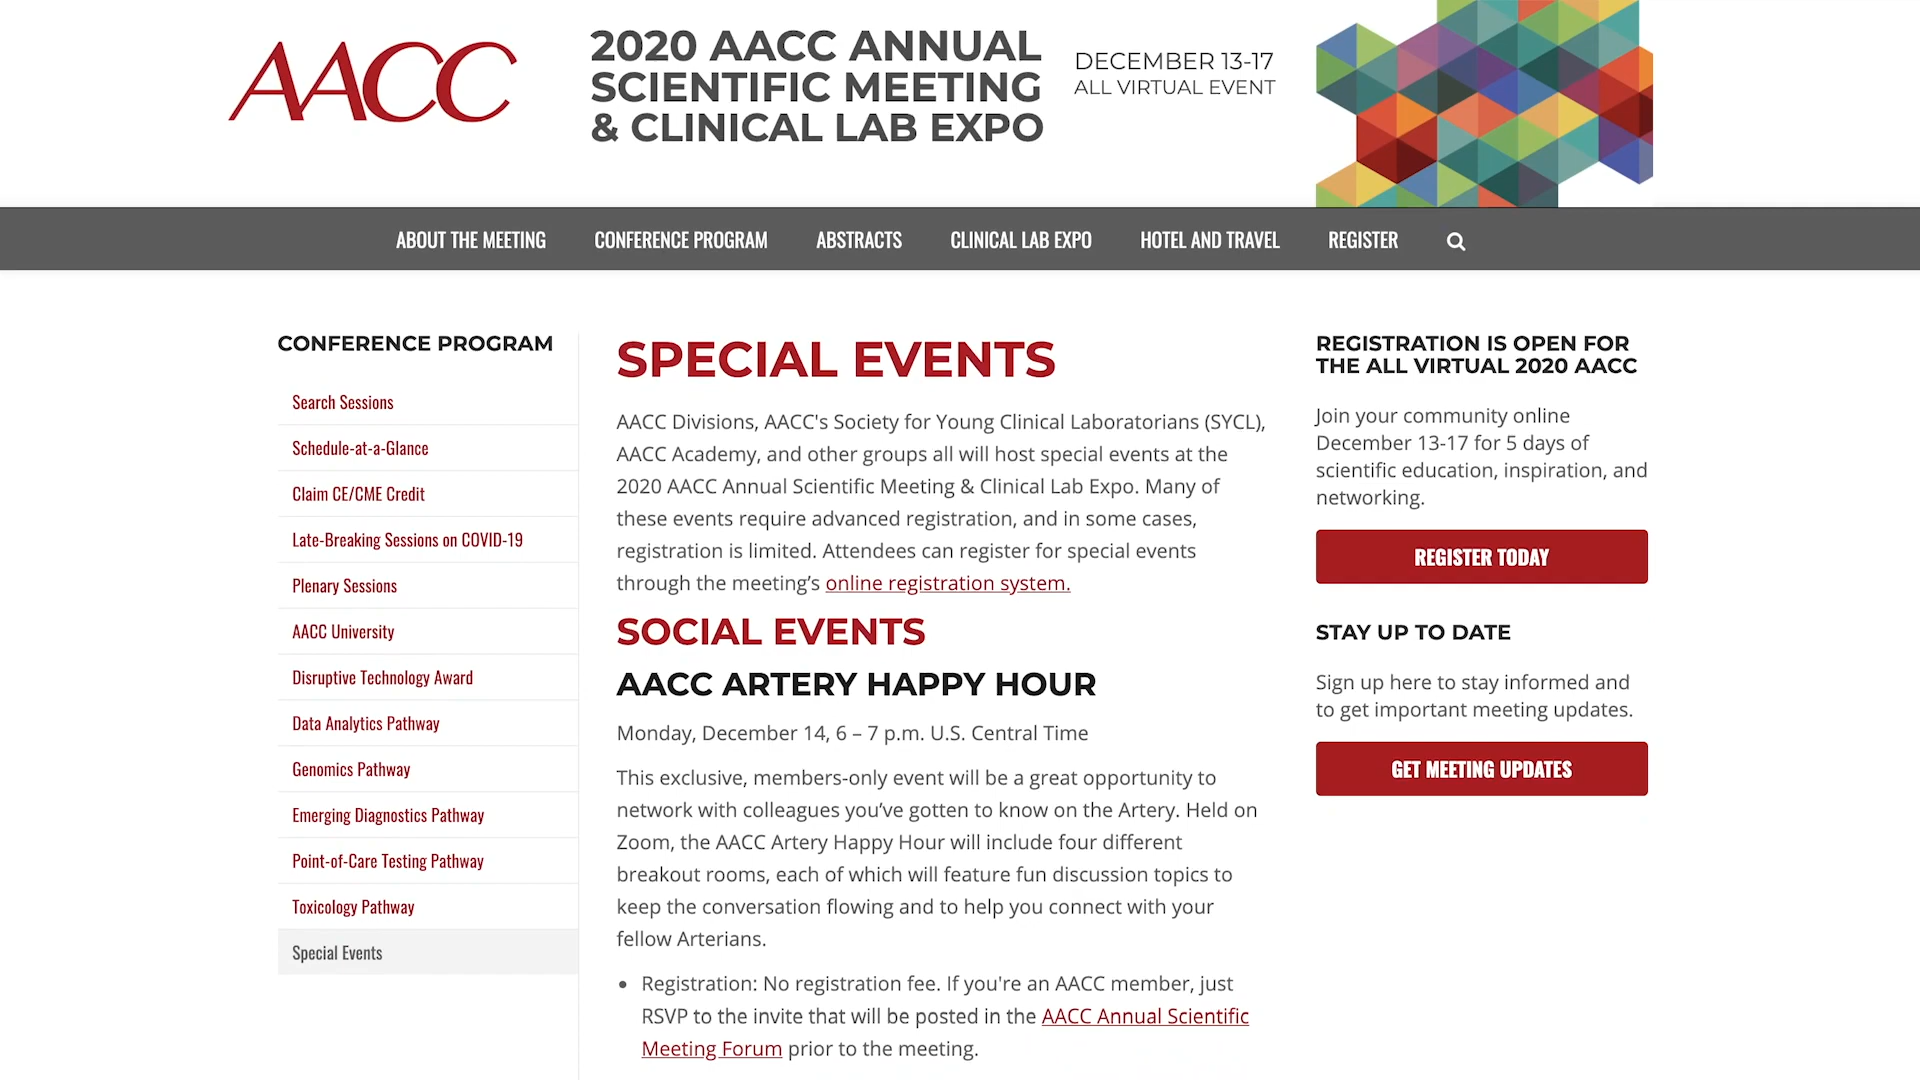 AACC
2020 AACC ANNUAL
SCIENTIFIC MEETING
& CLINICAL LAB EXPO
DECEMBER 13-17
ALL VIRTUAL EVENT
ABOUT THE MEETING
CONFERENCE PROGRAM
ABSTRACTS
CLINICAL LAB EXPO
HOTEL AND TRAVEL
REGISTER
CONFERENCE PROGRAM
Search Sessions
Schedule-at-a-Glance
Claim CE/CME Credit
Late-Breaking Sessions on COVID-19
Plenary Sessions
AACC University
Disruptive Technology Award
Data Analytics Pathway
Genomics Pathway
Emerging Diagnostics Pathway
Point-of-Care Testing Pathway
Toxicology Pathway
Special Events
SPECIAL EVENTS
AACC Divisions, AACC's Society for Young Clinical Laboratorians (SYCL),
AACC Academy, and other groups all will host special events at the
2020 AACC Annual Scientific Meeting & Clinical Lab Expo. Many of
these events require advanced registration, and in some cases,
registration is limited. Attendees can register for special events
through the meeting’s online registration system.
SOCIAL EVENTS
AACC ARTERY HAPPY HOUR
Monday, December 14, 6 – 7 p.m. U.S. Central Time
This exclusive, members-only event will be a great opportunity to
network with colleagues you’ve gotten to know on the Artery. Held on
Zoom, the AACC Artery Happy Hour will include four different
breakout rooms, each of which will feature fun discussion topics to
keep the conversation flowing and to help you connect with your
fellow Arterians.
• Registration: No registration fee. If you're an AACC member, just
RSVP to the invite that will be posted in the AACC Annual Scientific
Meeting Forum prior to the meeting.
REGISTRATION IS OPEN FOR
THE ALL VIRTUAL 2020 AACC
Join your community online
December 13-17 for 5 days of
scientific education, inspiration, and
networking.
REGISTER TODAY
STAY UP TO DATE
Sign up here to stay informed and
to get important meeting updates.
GET MEETING UPDATES